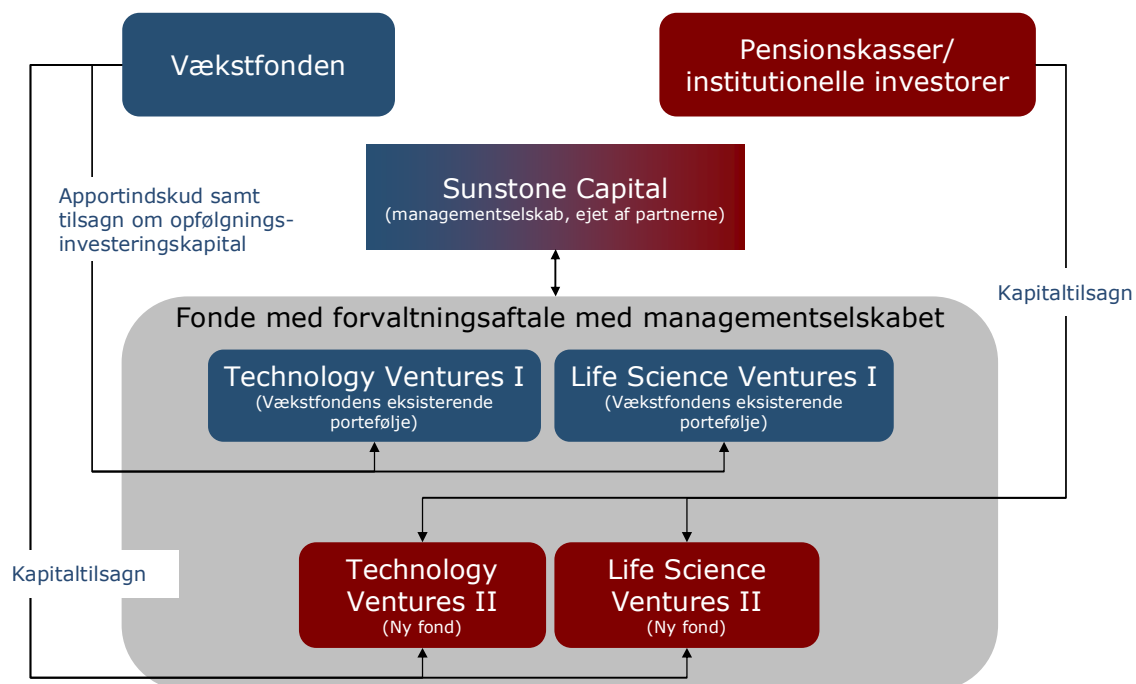 Vækstfonden
Pensionskasser/
institutionelle investorer
Sunstone Capital
(managementselskab, ejet af partnerne)
Apportindskud samt
tilsagn om opfølgnings-
investeringskapital
Kapitaltilsagn
Fonde med forvaltningsaftale med managementselskabet
Technology Ventures I
(Vækstfondens eksisterende
portefølje)
Life Science Ventures I
(Vækstfondens eksisterende
portefølje)
Kapitaltilsagn
Technology
Ventures II
(Ny fond)
Life Science
Ventures II
(Ny fond)